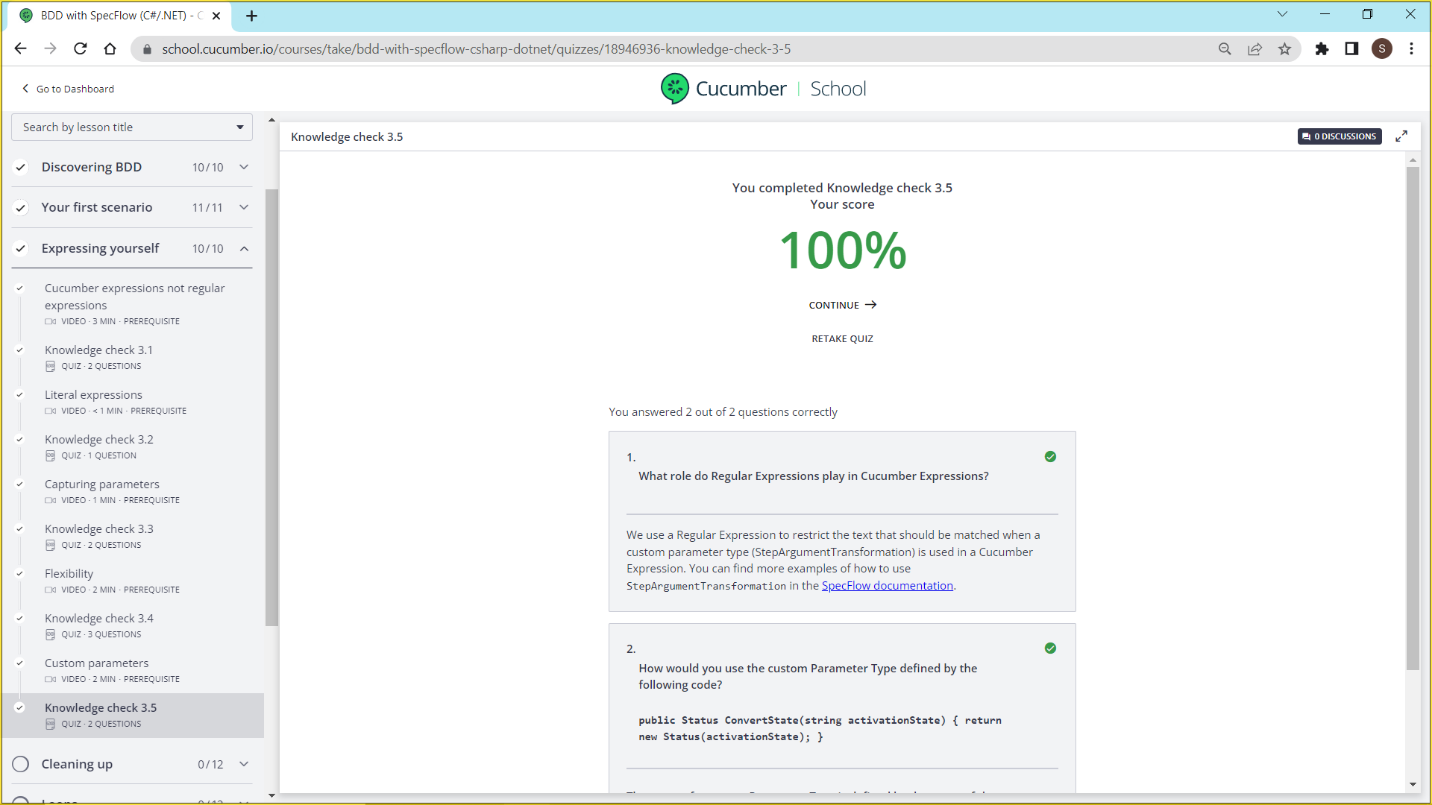 BDD with SpecFlow (C#/.NET) - C
school.cucumber.io/courses/take/bdd-with-specflow-csharp-dotnet/quizzes/18946936-knowledge-check-3-5
S
Go to Dashboard
Cucumber | School
Search by lesson title
Discovering BDD 10/10
Your first scenario 11/11
Expressing yourself 10/10
Cucumber expressions not regular
expressions
VIDEO · 3 MIN · PREREQUISITE
Knowledge check 3.1
QUIZ · 2 QUESTIONS
Literal expressions
VIDEO · < 1 MIN · PREREQUISITE
Knowledge check 3.2
QUIZ · 1 QUESTION
Capturing parameters
VIDEO · 1 MIN · PREREQUISITE
Knowledge check 3.3
QUIZ · 2 QUESTIONS
Flexibility
VIDEO · 2 MIN · PREREQUISITE
Knowledge check 3.4
QUIZ · 3 QUESTIONS
Custom parameters
VIDEO · 2 MIN · PREREQUISITE
Knowledge check 3.5
QUIZ · 2 QUESTIONS
Cleaning up 0/12
Knowledge check 3.5
0 DISCUSSIONS
You completed Knowledge check 3.5
Your score
100%
CONTINUE →
RETAKE QUIZ
You answered 2 out of 2 questions correctly
1.
What role do Regular Expressions play in Cucumber Expressions?
We use a Regular Expression to restrict the text that should be matched when a
custom parameter type (StepArgumentTransformation) is used in a Cucumber
Expression. You can find more examples of how to use
StepArgumentTransformation in the SpecFlow documentation.
2.
How would you use the custom Parameter Type defined by the
following code?
public Status ConvertState(string activationState) { return
new Status(activationState); }